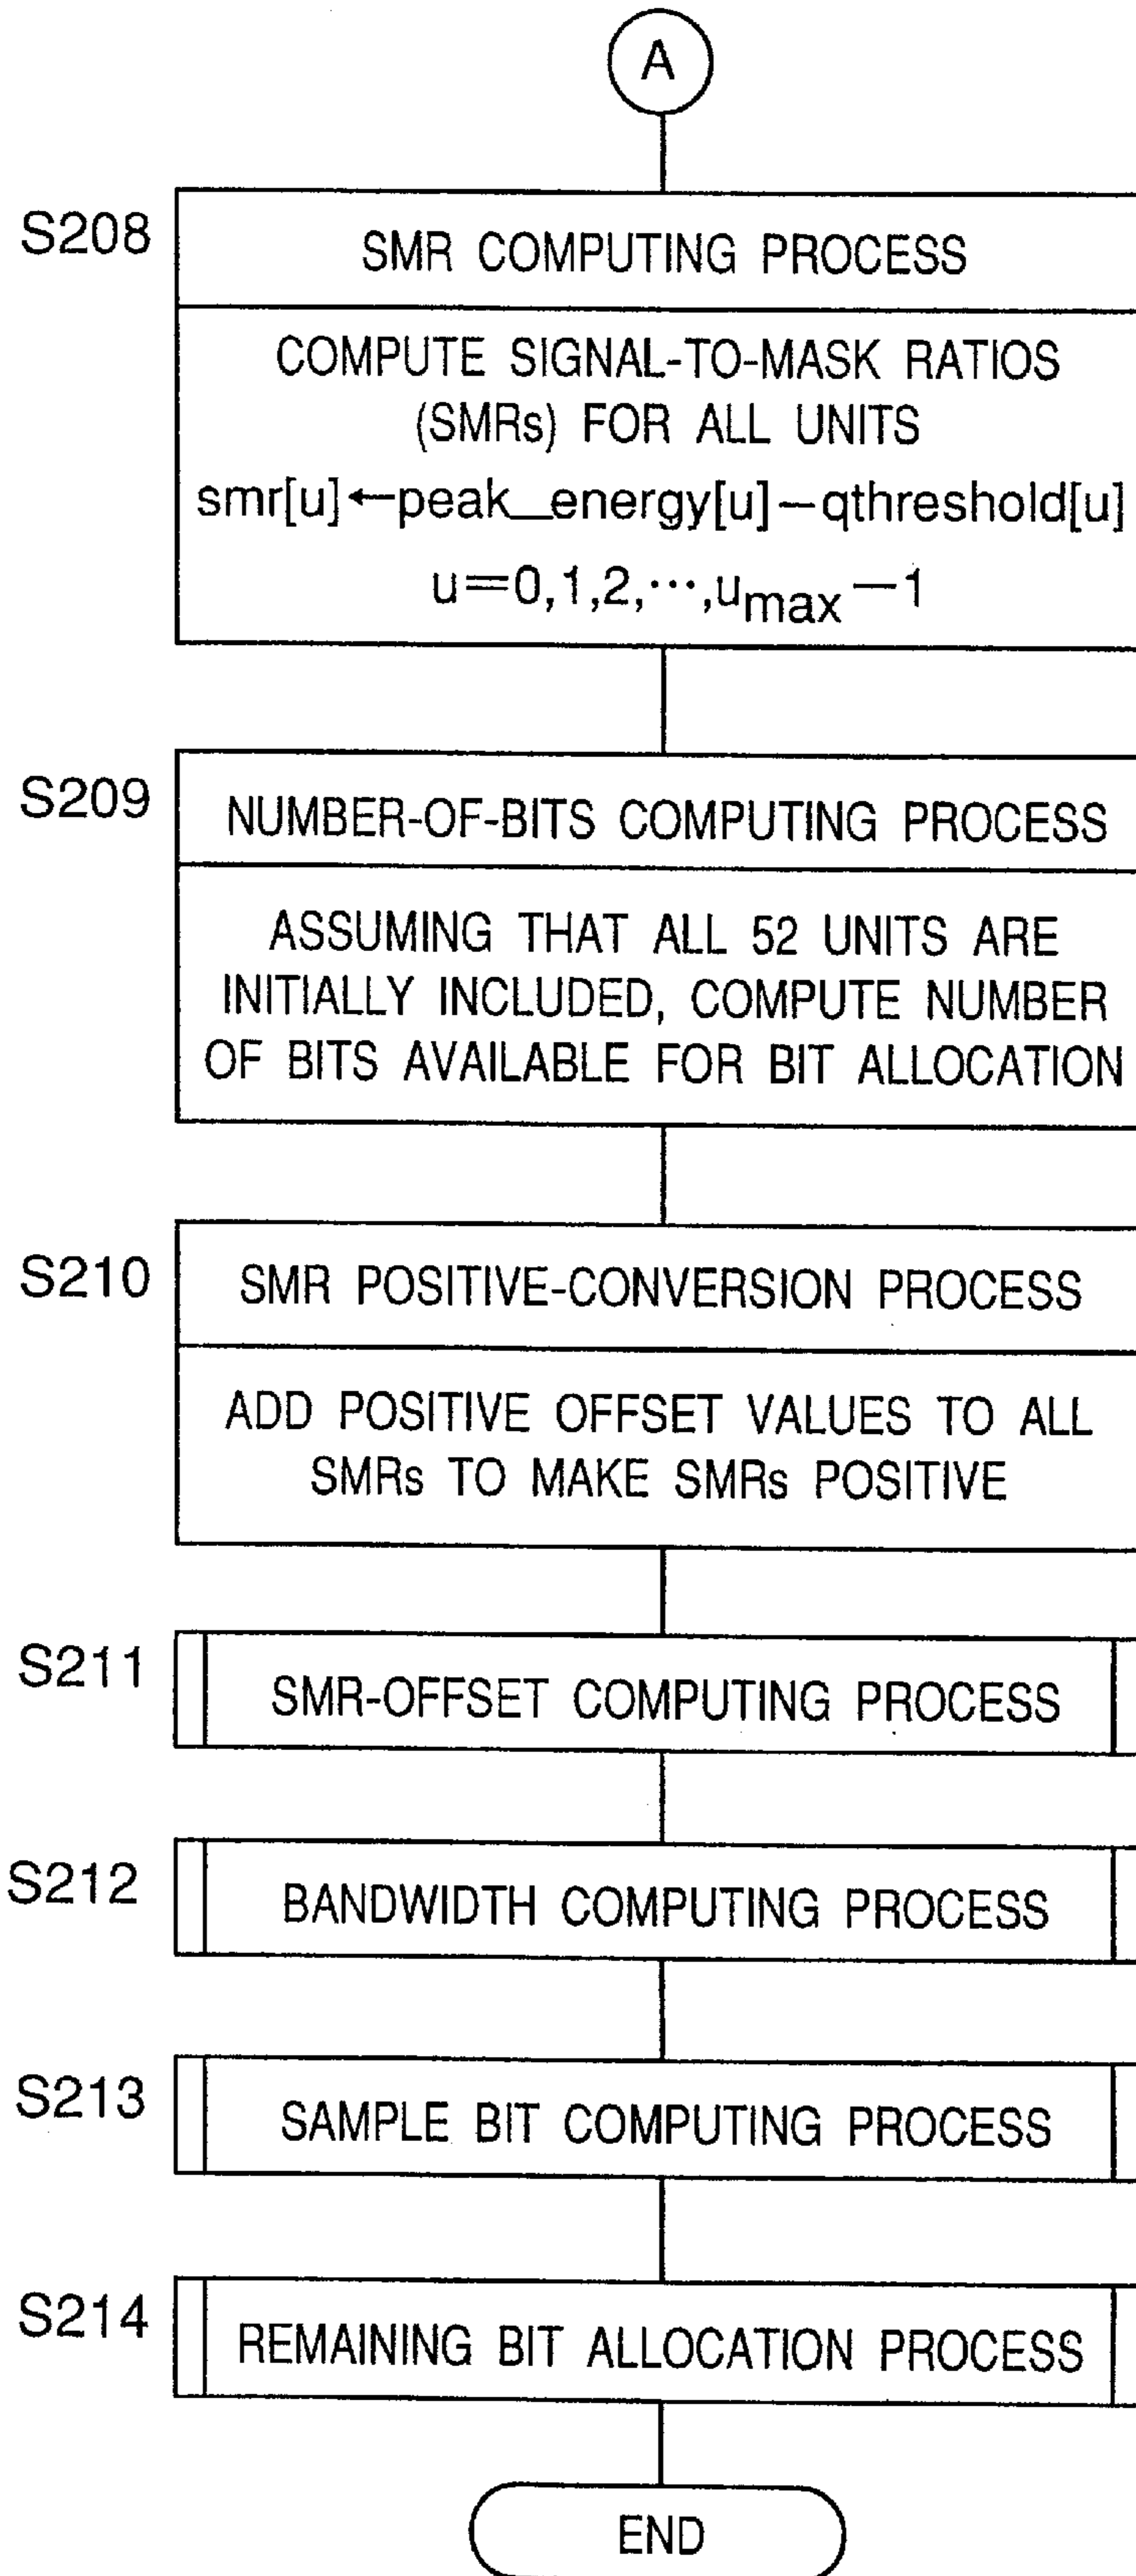 A
S208
SMR COMPUTING PROCESS
COMPUTE SIGNAL-TO-MASK RATIOS
(SMRs) FOR ALL UNITS
smr[u]←peak_energy[u]−qthreshold[u]
u=0,1,2,⋯,umax−1
S209
NUMBER-OF-BITS COMPUTING PROCESS
ASSUMING THAT ALL 52 UNITS ARE
INITIALLY INCLUDED, COMPUTE NUMBER
OF BITS AVAILABLE FOR BIT ALLOCATION
S210
SMR POSITIVE-CONVERSION PROCESS
ADD POSITIVE OFFSET VALUES TO ALL
SMRs TO MAKE SMRs POSITIVE
S211
SMR-OFFSET COMPUTING PROCESS
S212
BANDWIDTH COMPUTING PROCESS
S213
SAMPLE BIT COMPUTING PROCESS
S214
REMAINING BIT ALLOCATION PROCESS
END